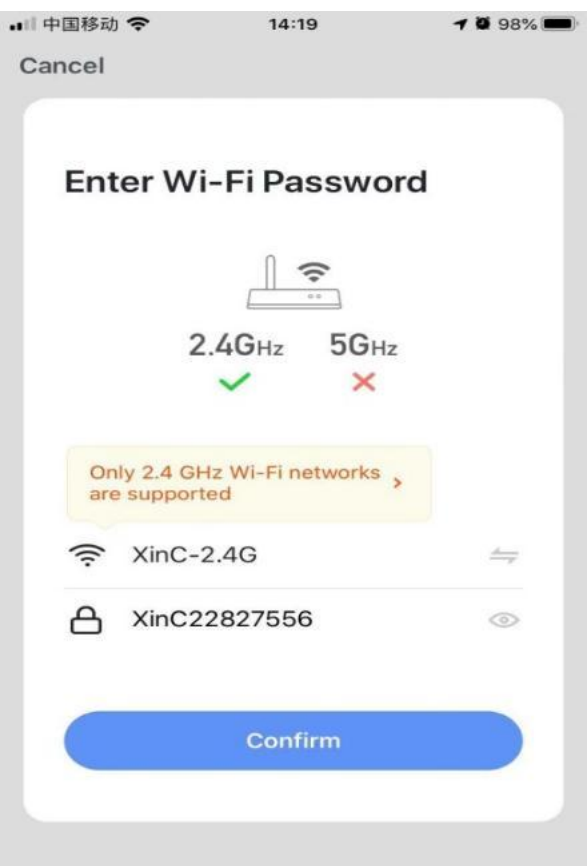 中国移动 14:19 98%
Cancel
Enter Wi-Fi Password
2.4GHz 5GHz
Only 2.4 GHz Wi-Fi networks
are supported
XinC-2.4G
XinC22827556
Confirm